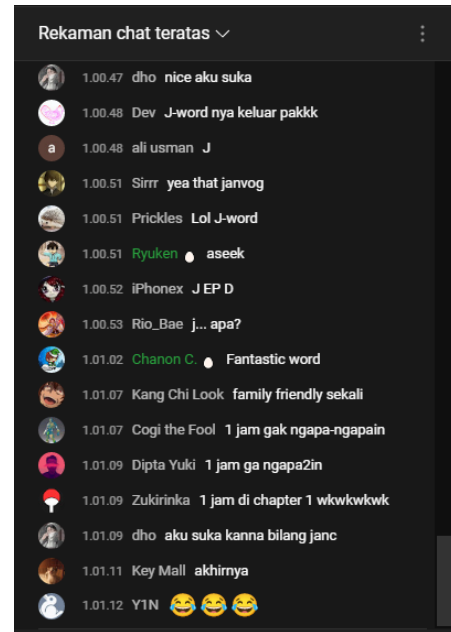 Rekaman chat teratas
1.00.47 dho nice aku suka
1.00.48 Dev J-word nya keluar pakkk
a 1.00.48 ali usman J
1.00.51 Sirrr yea that janvog
1.00.51 Prickles Lol J-word
1.00.51 Ryuken aseek
1.00.52 iPhonex J EP D
1.00.53 Rio_Bae j... apa?
1.01.02 Chanon C. Fantastic word
1.01.07 Kang Chi Look family friendly sekali
1.01.07 Cogi the Fool 1 jam gak ngapa-ngapain
1.01.09 Dipta Yuki 1 jam ga ngapa2in
1.01.09 Zukirinka 1 jam di chapter 1 wkwkwkwk
1.01.09 dho aku suka kanna bilang janc
1.01.11 Key Mall akhirnya
1.01.12 Y1N 😂😂😂